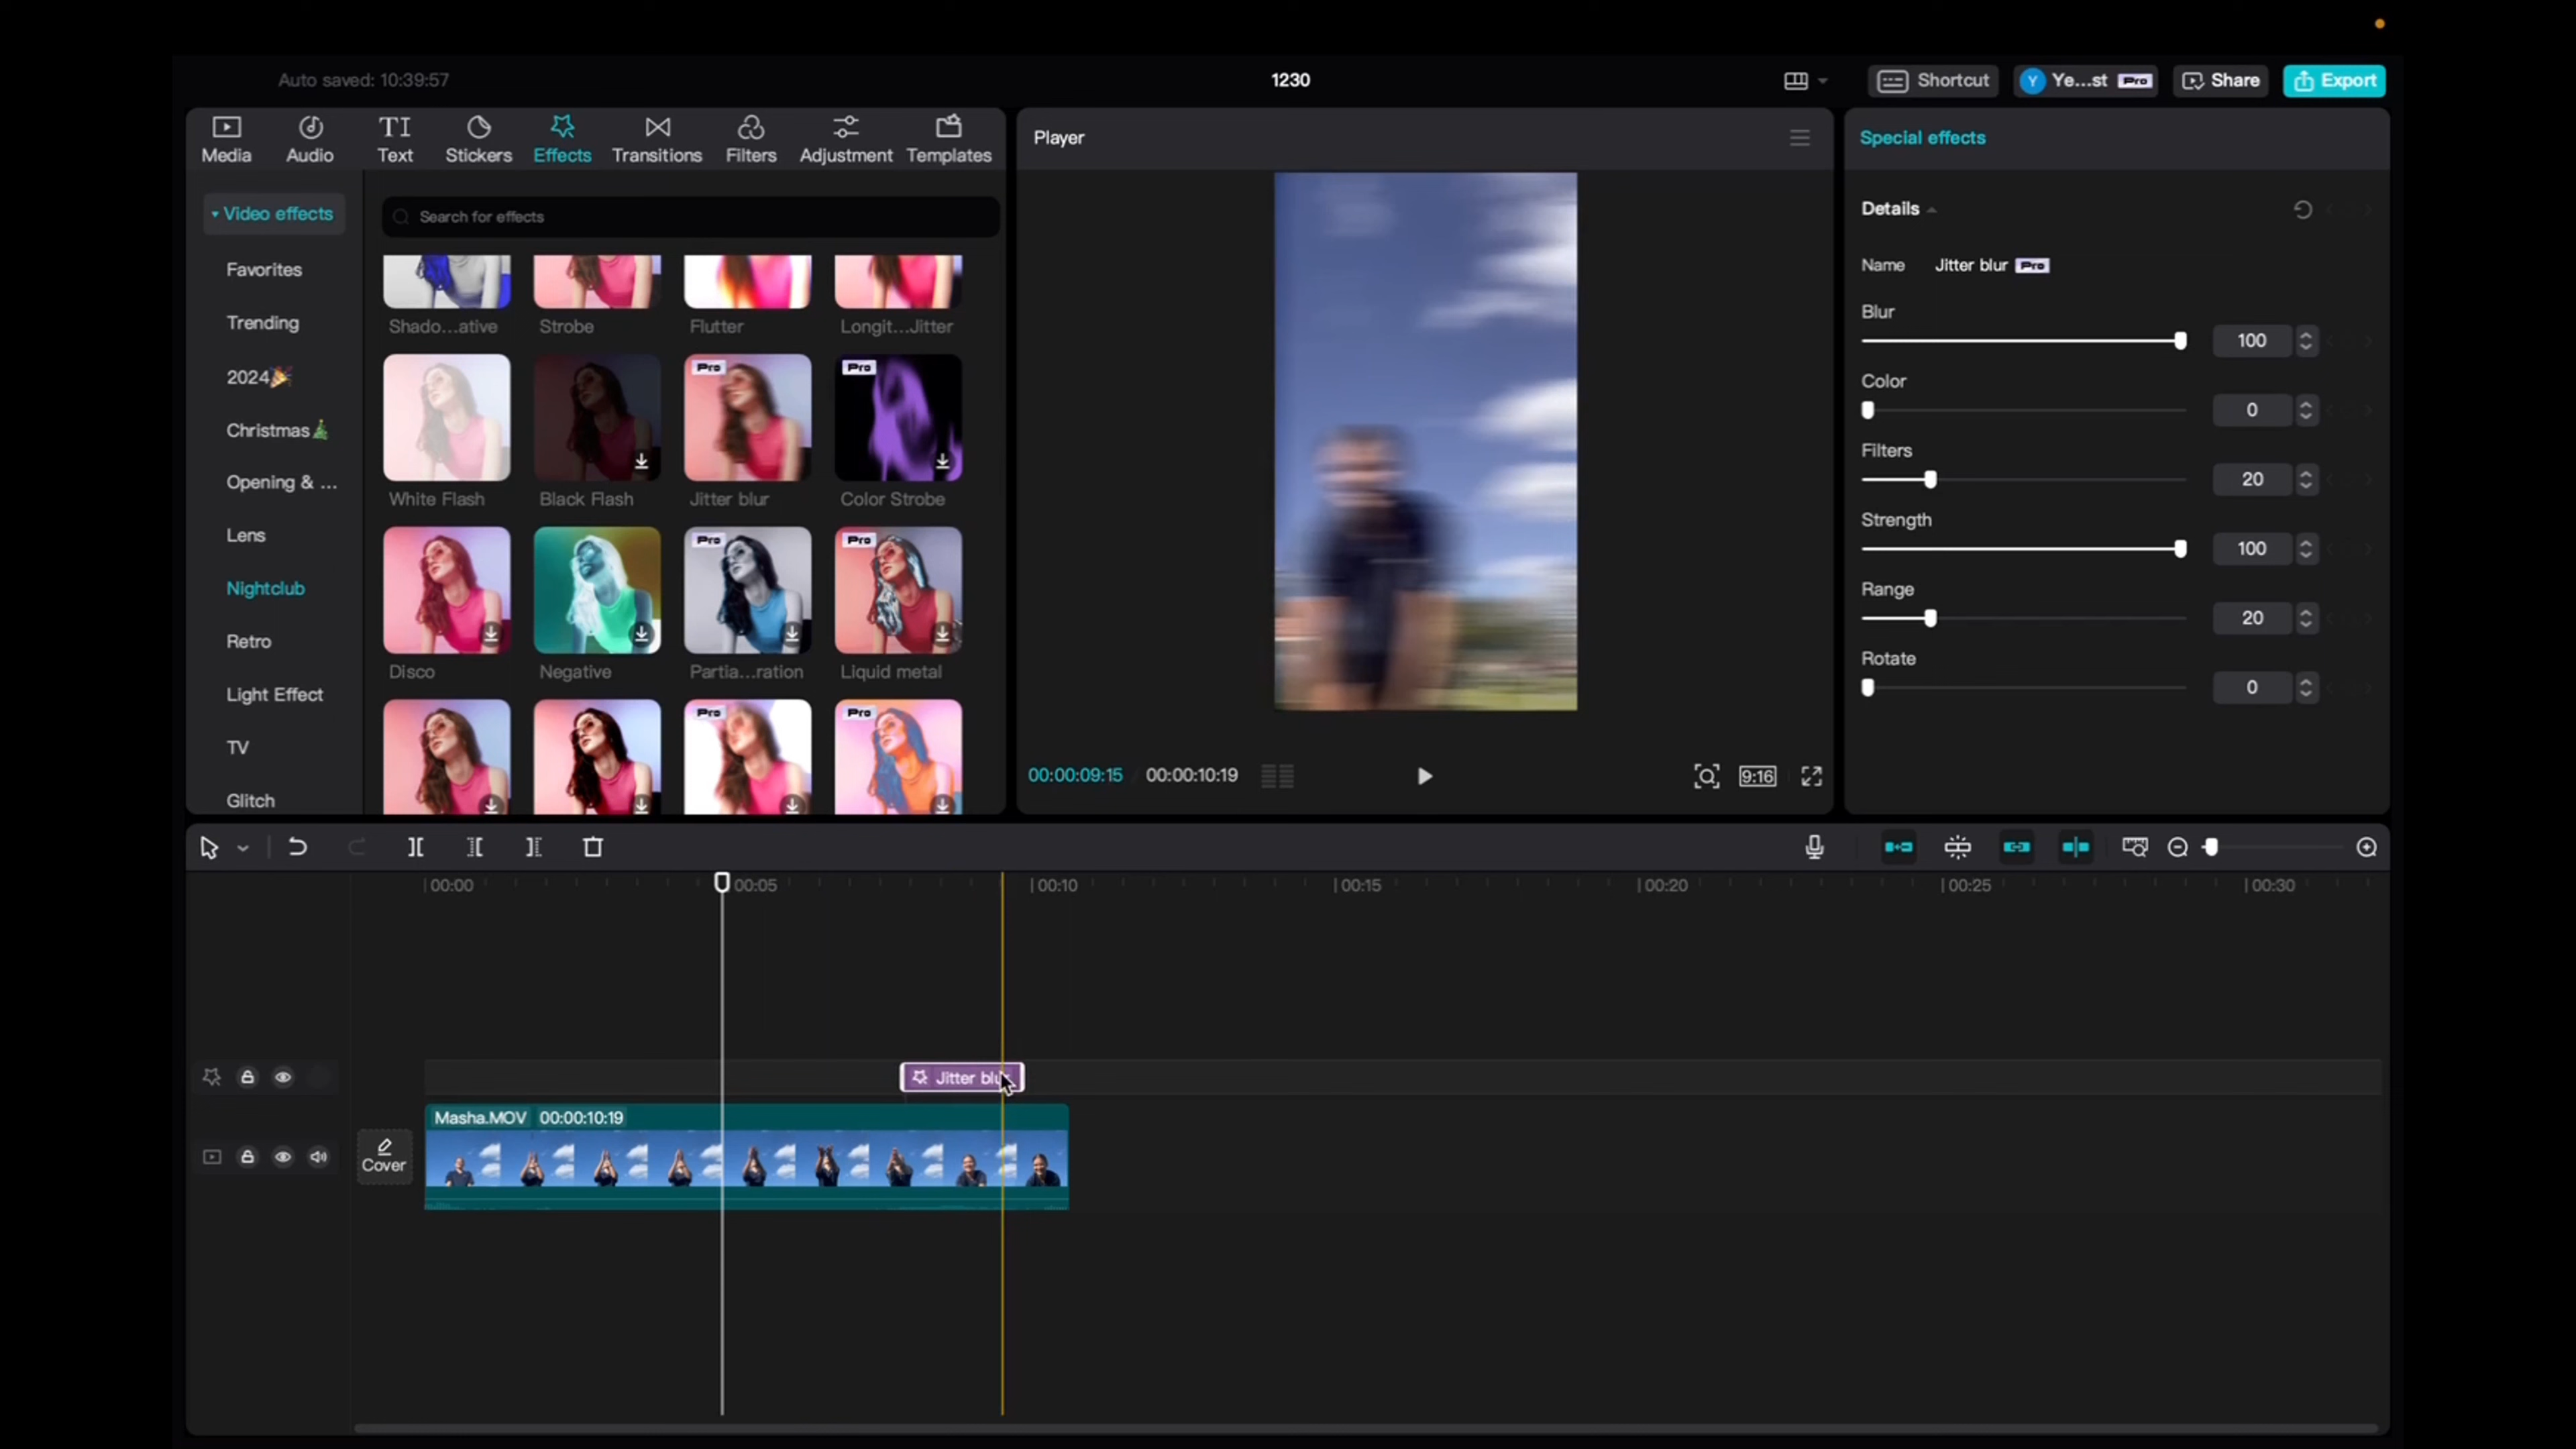 Auto saved: 10:39:57
1230
Shortcut
Y
Ye...st
Pro
Share
Export
Media
Audio
TI
Text
Stickers
Effects
Transitions
Filters
Adjustment
Templates
Player
Special effects
Video effects
Favorites
Trending
2024🎉
Christmas🎄
Opening & ...
Lens
Nightclub
Retro
Light Effect
TV
Glitch
Search for effects
Shado...ative
Strobe
Flutter
Longit...Jitter
Pro
Pro
White Flash
Black Flash
Jitter blur
Color Strobe
Pro
Pro
Disco
Negative
Partia...ration
Liquid metal
Pro
Pro
00:00:09:15
00:00:10:19
9:16
Details
Name
Jitter blur Pro
Blur
100
Color
0
Filters
20
Strength
100
Range
20
Rotate
0
00:00
00:05
00:10
00:15
00:20
00:25
00:30
Jitter blur
Masha.MOV 00:00:10:19
Cover